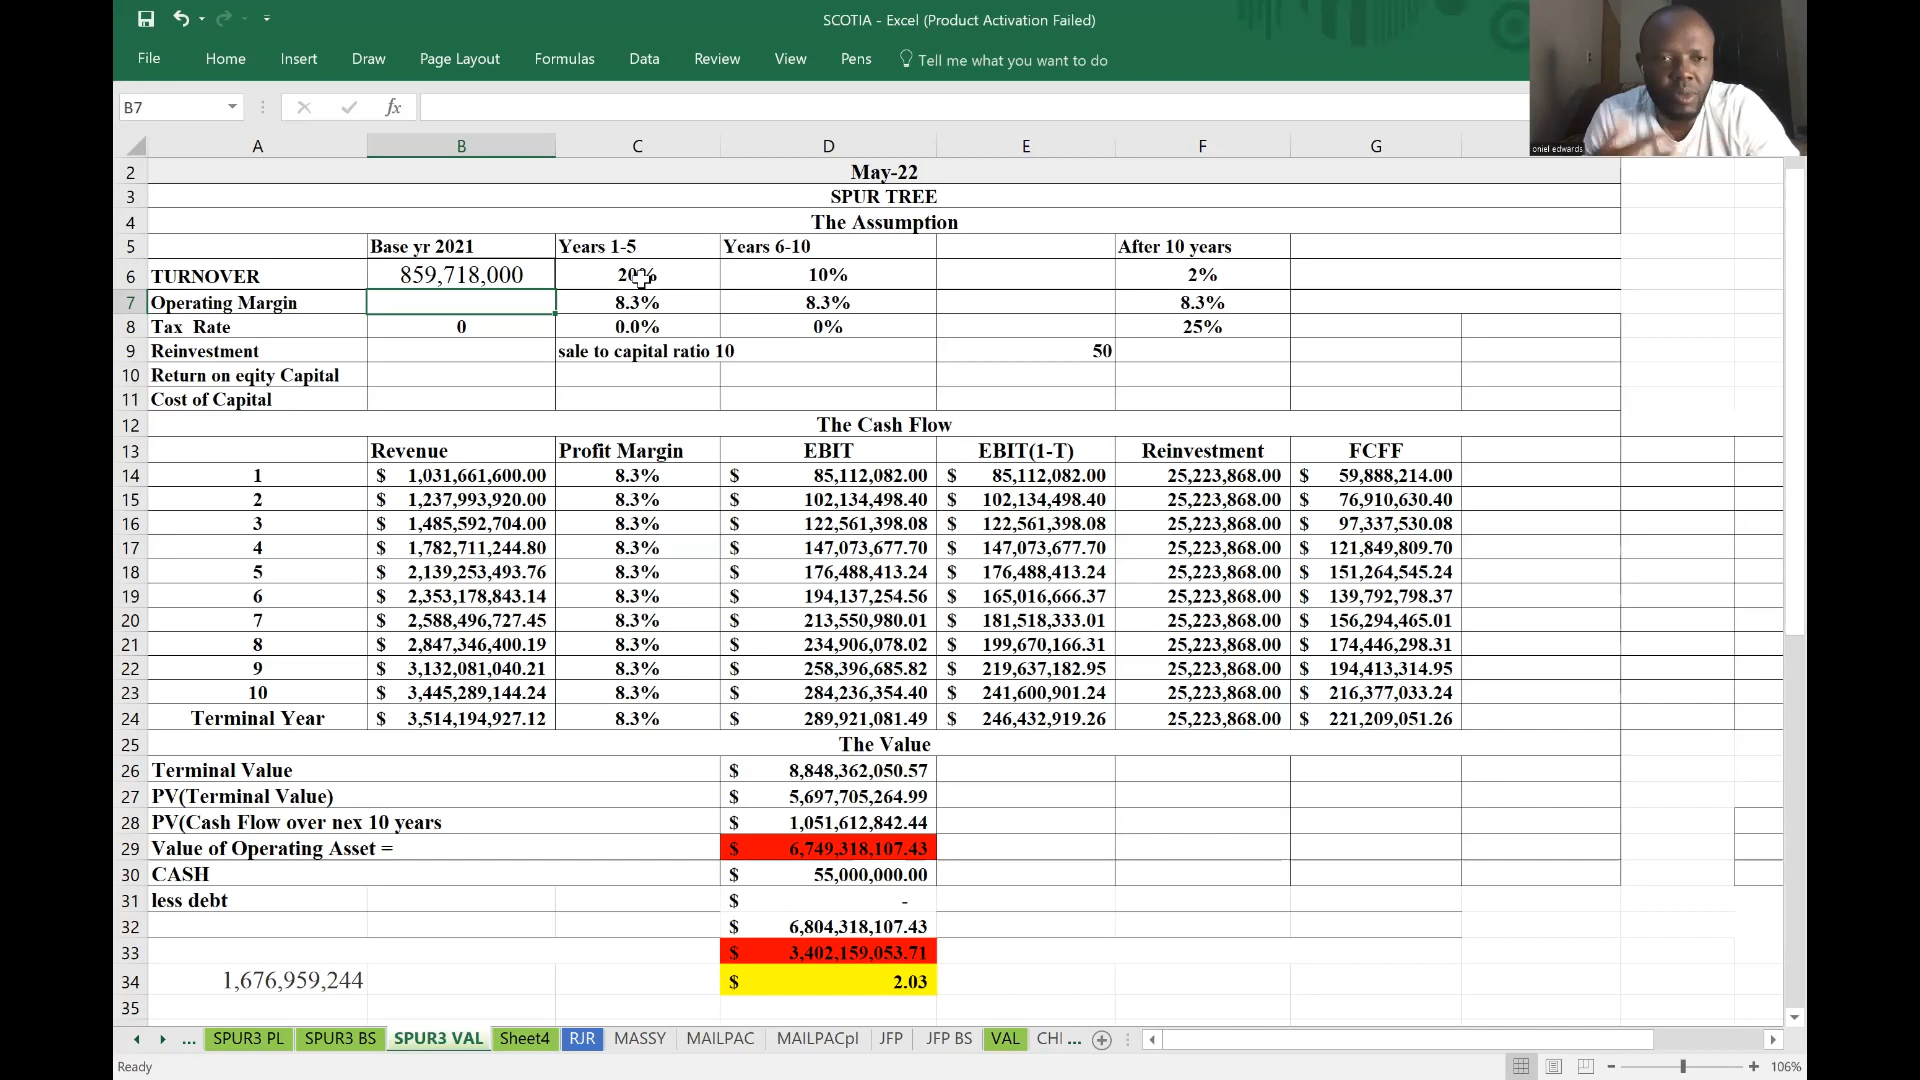 SCOTIA - Excel (Product Activation Failed)
File Home Insert Draw Page Layout Formulas Data Review View Pens Tell me what you want to do
oniel edwards
B7 fx
A B C D E F G
2 May-22
3 SPUR TREE
4 The Assumption
5 Base yr 2021 Years 1-5 Years 6-10 After 10 years
6 TURNOVER 859,718,000 20% 10% 2%
7 Operating Margin 8.3% 8.3% 8.3%
8 Tax Rate 0 0.0% 0% 25%
9 Reinvestment sale to capital ratio 10 50
10 Return on eqity Capital
11 Cost of Capital
12 The Cash Flow
13 Revenue Profit Margin EBIT EBIT(1-T) Reinvestment FCFF
14 1 $ 1,031,661,600.00 8.3% $ 85,112,082.00 $ 85,112,082.00 25,223,868.00 $ 59,888,214.00
15 2 $ 1,237,993,920.00 8.3% $ 102,134,498.40 $ 102,134,498.40 25,223,868.00 $ 76,910,630.40
16 3 $ 1,485,592,704.00 8.3% $ 122,561,398.08 $ 122,561,398.08 25,223,868.00 $ 97,337,530.08
17 4 $ 1,782,711,244.80 8.3% $ 147,073,677.70 $ 147,073,677.70 25,223,868.00 $ 121,849,809.70
18 5 $ 2,139,253,493.76 8.3% $ 176,488,413.24 $ 176,488,413.24 25,223,868.00 $ 151,264,545.24
19 6 $ 2,353,178,843.14 8.3% $ 194,137,254.56 $ 165,016,666.37 25,223,868.00 $ 139,792,798.37
20 7 $ 2,588,496,727.45 8.3% $ 213,550,980.01 $ 181,518,333.01 25,223,868.00 $ 156,294,465.01
21 8 $ 2,847,346,400.19 8.3% $ 234,906,078.02 $ 199,670,166.31 25,223,868.00 $ 174,446,298.31
22 9 $ 3,132,081,040.21 8.3% $ 258,396,685.82 $ 219,637,182.95 25,223,868.00 $ 194,413,314.95
23 10 $ 3,445,289,144.24 8.3% $ 284,236,354.40 $ 241,600,901.24 25,223,868.00 $ 216,377,033.24
24 Terminal Year $ 3,514,194,927.12 8.3% $ 289,921,081.49 $ 246,432,919.26 25,223,868.00 $ 221,209,051.26
25 The Value
26 Terminal Value $ 8,848,362,050.57
27 PV(Terminal Value) $ 5,697,705,264.99
28 PV(Cash Flow over nex 10 years $ 1,051,612,842.44
29 Value of Operating Asset = $ 6,749,318,107.43
30 CASH $ 55,000,000.00
31 less debt $ -
32 $ 6,804,318,107.43
33 $ 3,402,159,053.71
34 1,676,959,244 $ 2.03
35
... SPUR3 PL SPUR3 BS SPUR3 VAL Sheet4 RJR MASSY MAILPAC MAILPACpl JFP JFP BS VAL CHI ...
Ready 106%